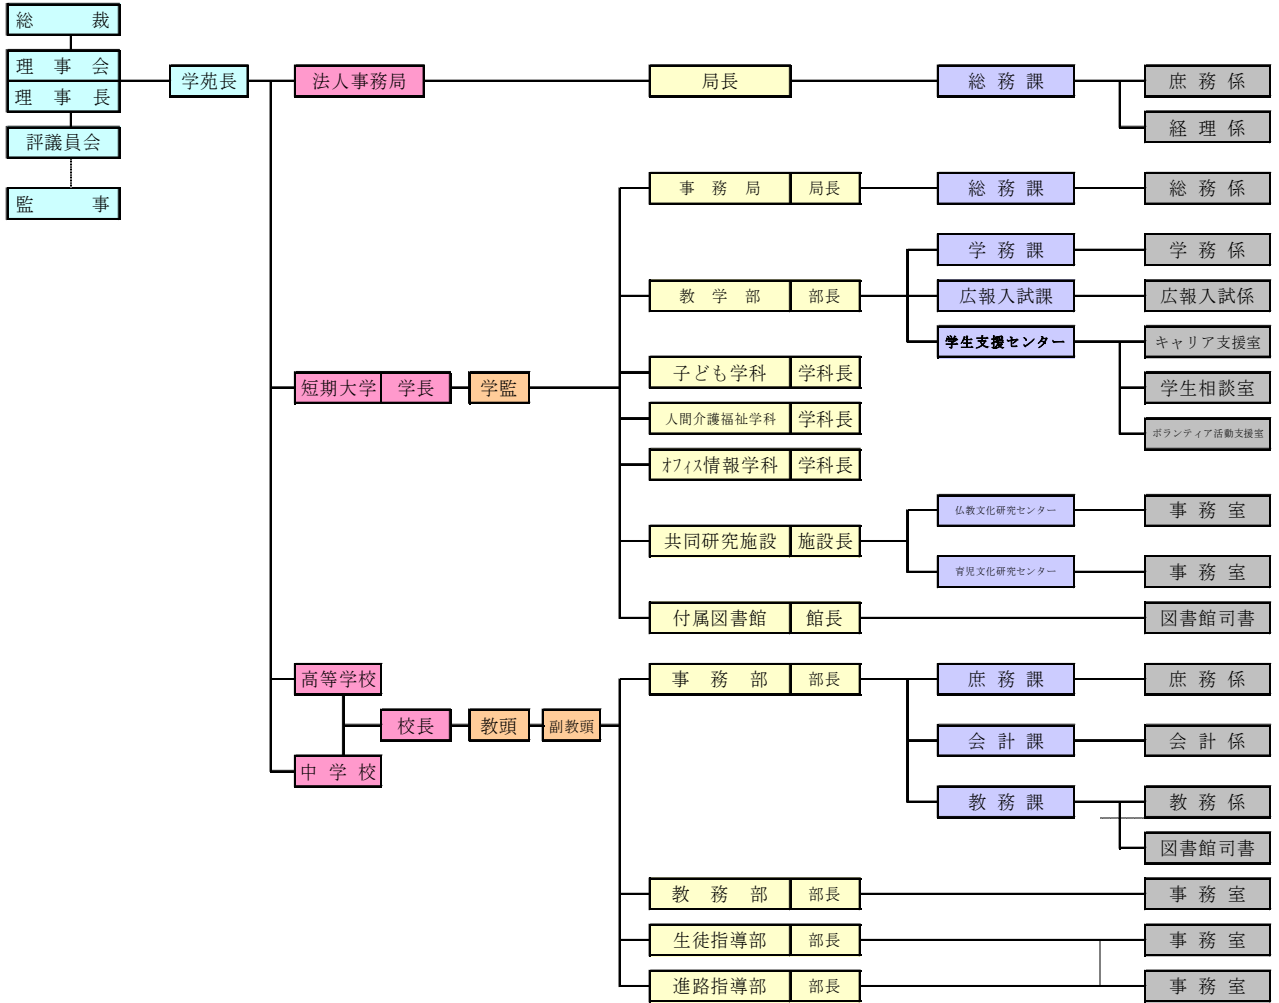 総 裁
理 事 会
理 事 長
学苑長
法人事務局
局長
総 務 課
庶 務 係
経 理 係
評議員会
監 事
事 務 局 局長
総 務 課
総 務 係
教 学 部 部長
学 務 課
学 務 係
広報入試課
広報入試係
学生支援センター
キャリア支援室
学生相談室
ボランティア活動支援室
短期大学 学長
学監
子ども学科 学科長
人間介護福祉学科 学科長
ｵﾌｨｽ情報学科 学科長
共同研究施設 施設長
仏教文化研究センター
事 務 室
育児文化研究センター
事 務 室
付属図書館 館長
図書館司書
高等学校
中 学 校
校長
教頭
副教頭
事 務 部 部長
庶 務 課
庶 務 係
会 計 課
会 計 係
教 務 課
教 務 係
図書館司書
教 務 部 部長
事 務 室
生徒指導部 部長
事 務 室
進路指導部 部長
事 務 室